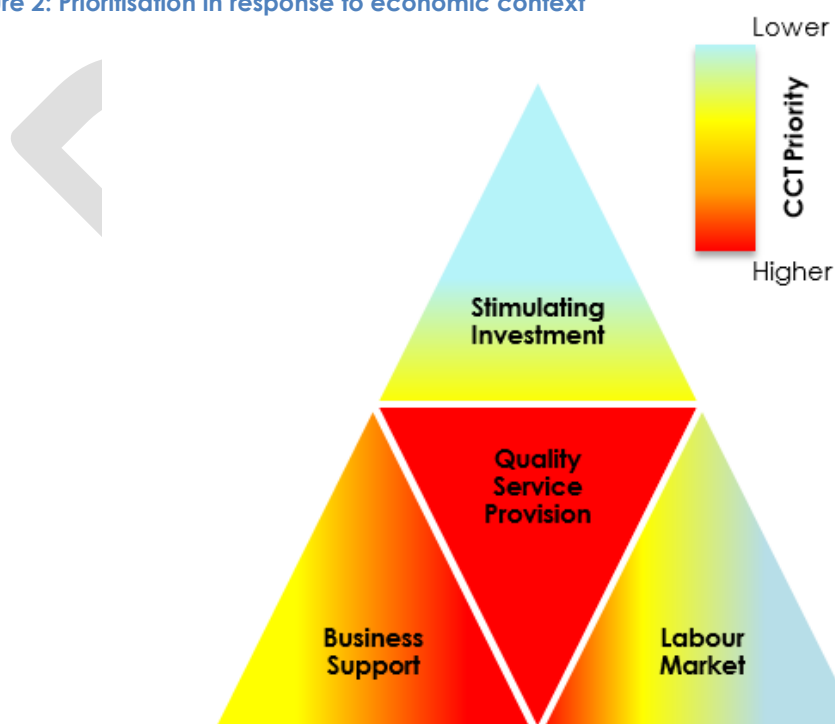 2: Prioritisation in response to economic context
Lower
CCT Priority
Higher
Stimulating
Investment
Quality
Service
Provision
Business
Support
Labour
Market